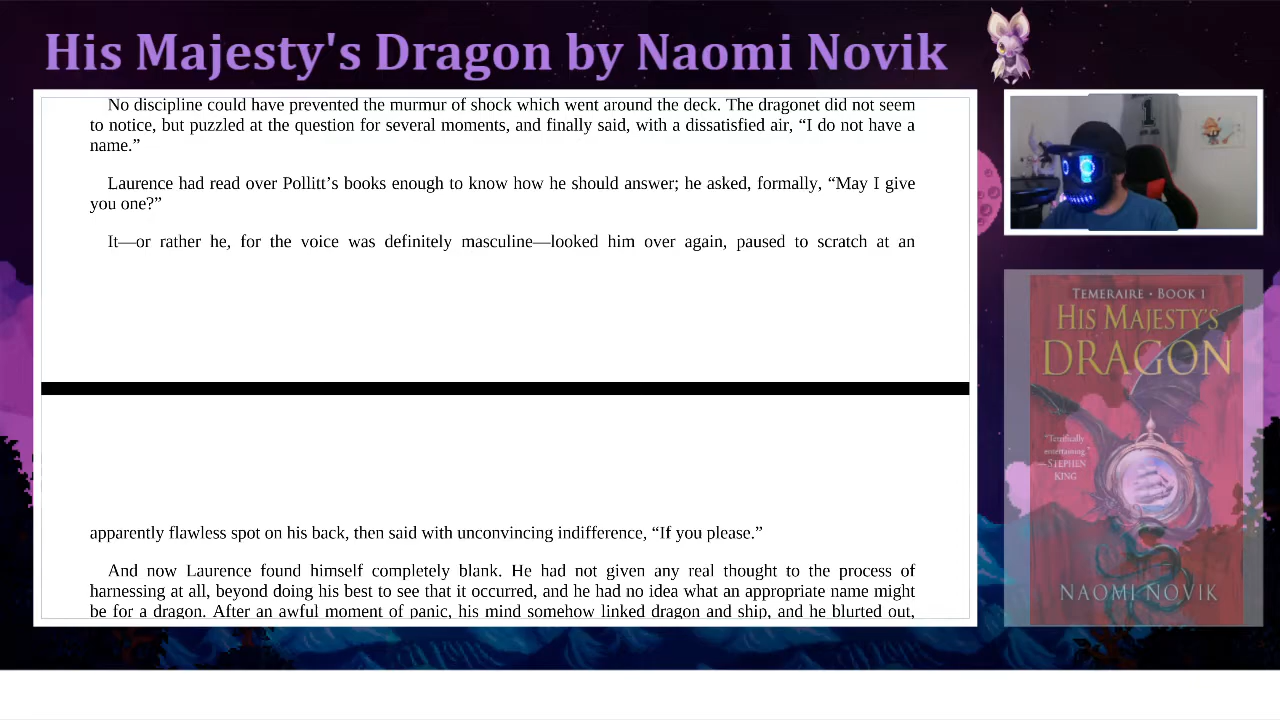 His Majesty's Dragon by Naomi Novik
No discipline could have prevented the murmur of shock which went around the deck. The dragonet did not seem
to notice, but puzzled at the question for several moments, and finally said, with a dissatisfied air, “I do not have a
name.”
Laurence had read over Pollitt’s books enough to know how he should answer; he asked, formally, “May I give
you one?”
It—or rather he, for the voice was definitely masculine—looked him over again, paused to scratch at an
apparently flawless spot on his back, then said with unconvincing indifference, “If you please.”
And now Laurence found himself completely blank. He had not given any real thought to the process of
harnessing at all, beyond doing his best to see that it occurred, and he had no idea what an appropriate name might
be for a dragon. After an awful moment of panic, his mind somehow linked dragon and ship, and he blurted out,
1
TEMERAIRE • BOOK 1
HIS MAJESTY'S
DRAGON
"Terrifically
entertaining."
—STEPHEN
KING
NAOMI NOVIK